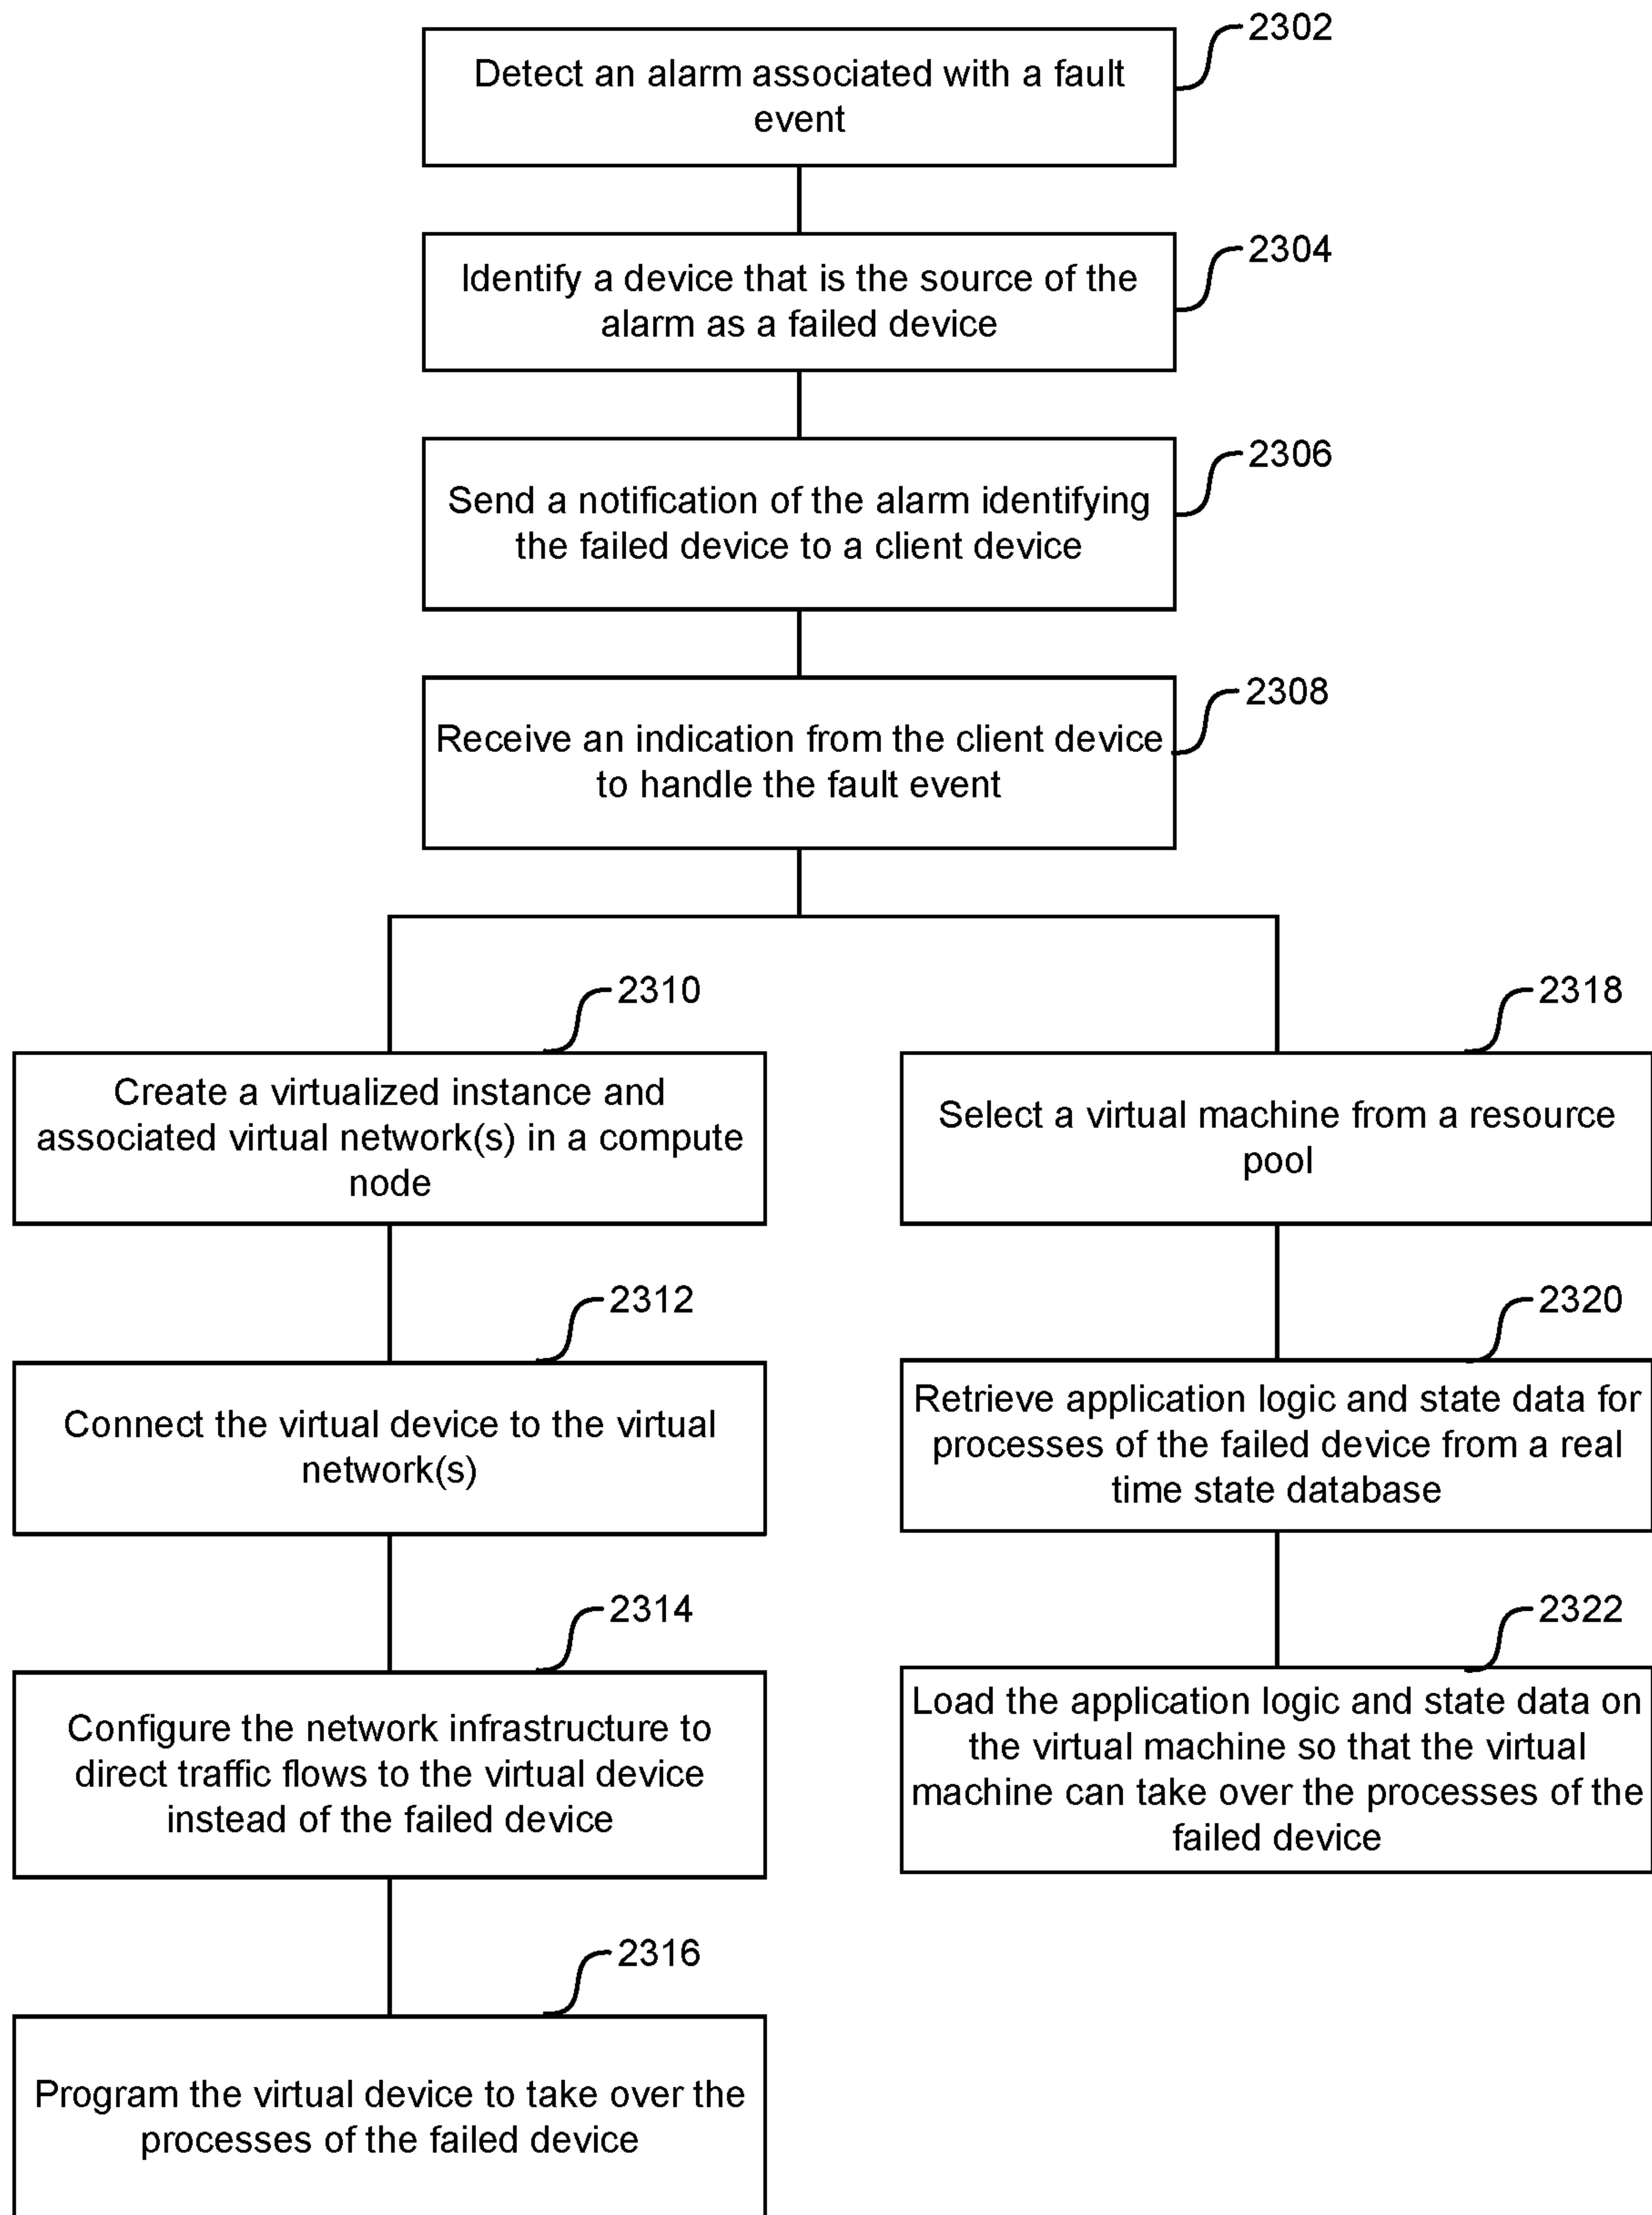 2302
Detect an alarm associated with a fault
event
2304
Identify a device that is the source of the
alarm as a failed device
2306
Send a notification of the alarm identifying
the failed device to a client device
2308
Receive an indication from the client device
to handle the fault event
2310
Create a virtualized instance and
associated virtual network(s) in a compute
node
2312
Connect the virtual device to the virtual
network(s)
2314
Configure the network infrastructure to
direct traffic flows to the virtual device
instead of the failed device
2316
Program the virtual device to take over the
processes of the failed device
2318
Select a virtual machine from a resource
pool
2320
Retrieve application logic and state data for
processes of the failed device from a real
time state database
2322
Load the application logic and state data on
the virtual machine so that the virtual
machine can take over the processes of the
failed device